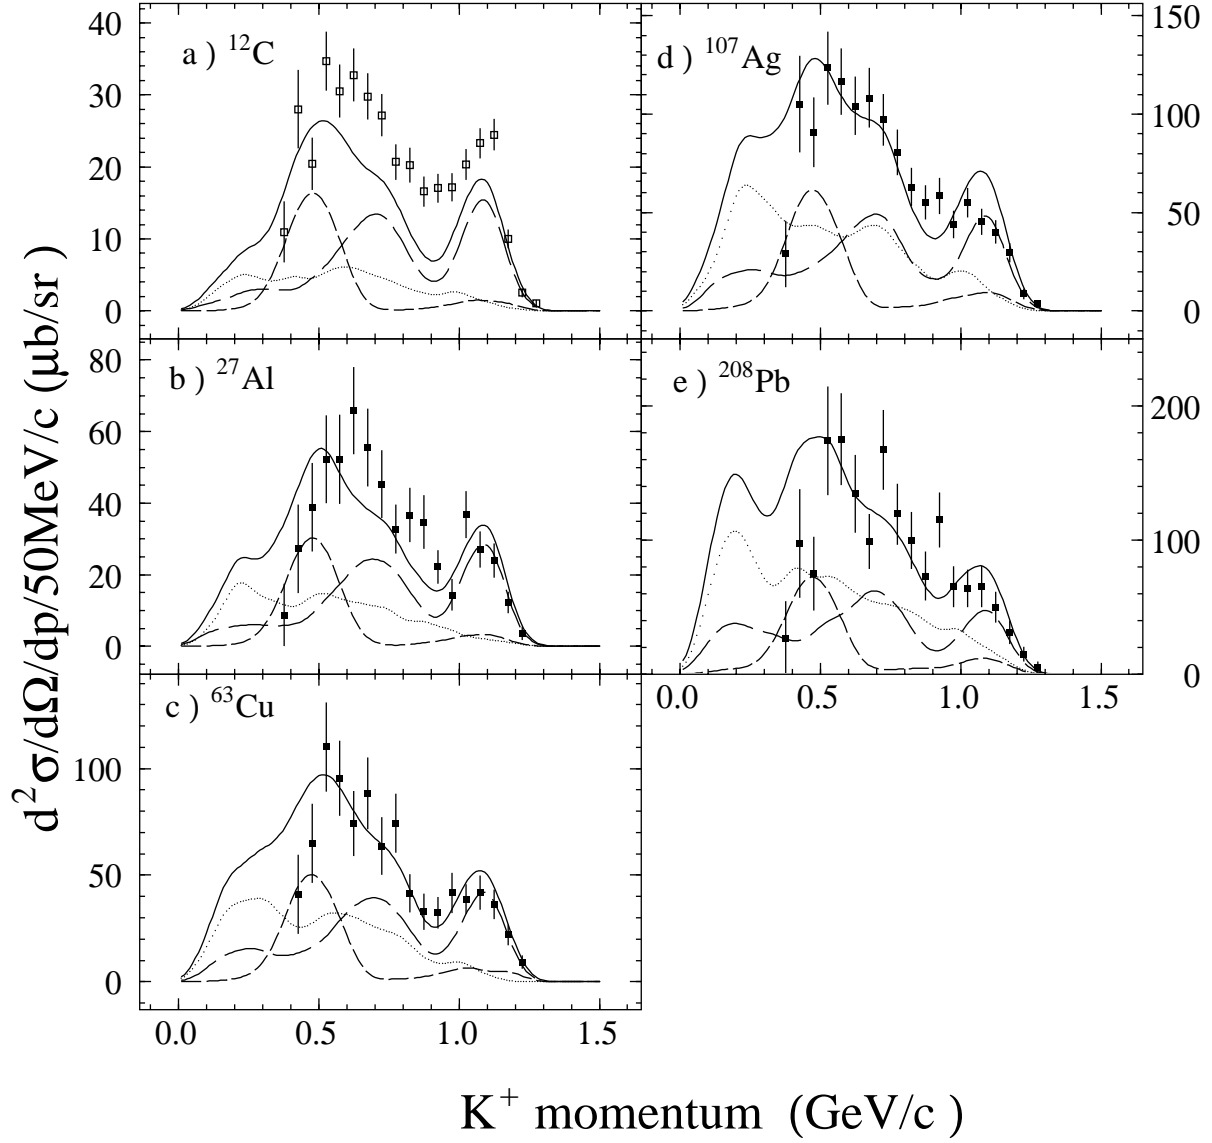 a ) ¹²C
40
30
20
10
0
d ) ¹⁰⁷Ag
150
100
50
0
b ) ²⁷Al
80
60
40
20
0
e ) ²⁰⁸Pb
200
100
0
0.0 0.5 1.0 1.5
c ) ⁶³Cu
100
50
0
0.0 0.5 1.0 1.5
d²σ/dΩ/dp/50MeV/c (μb/sr )
K⁺ momentum (GeV/c )